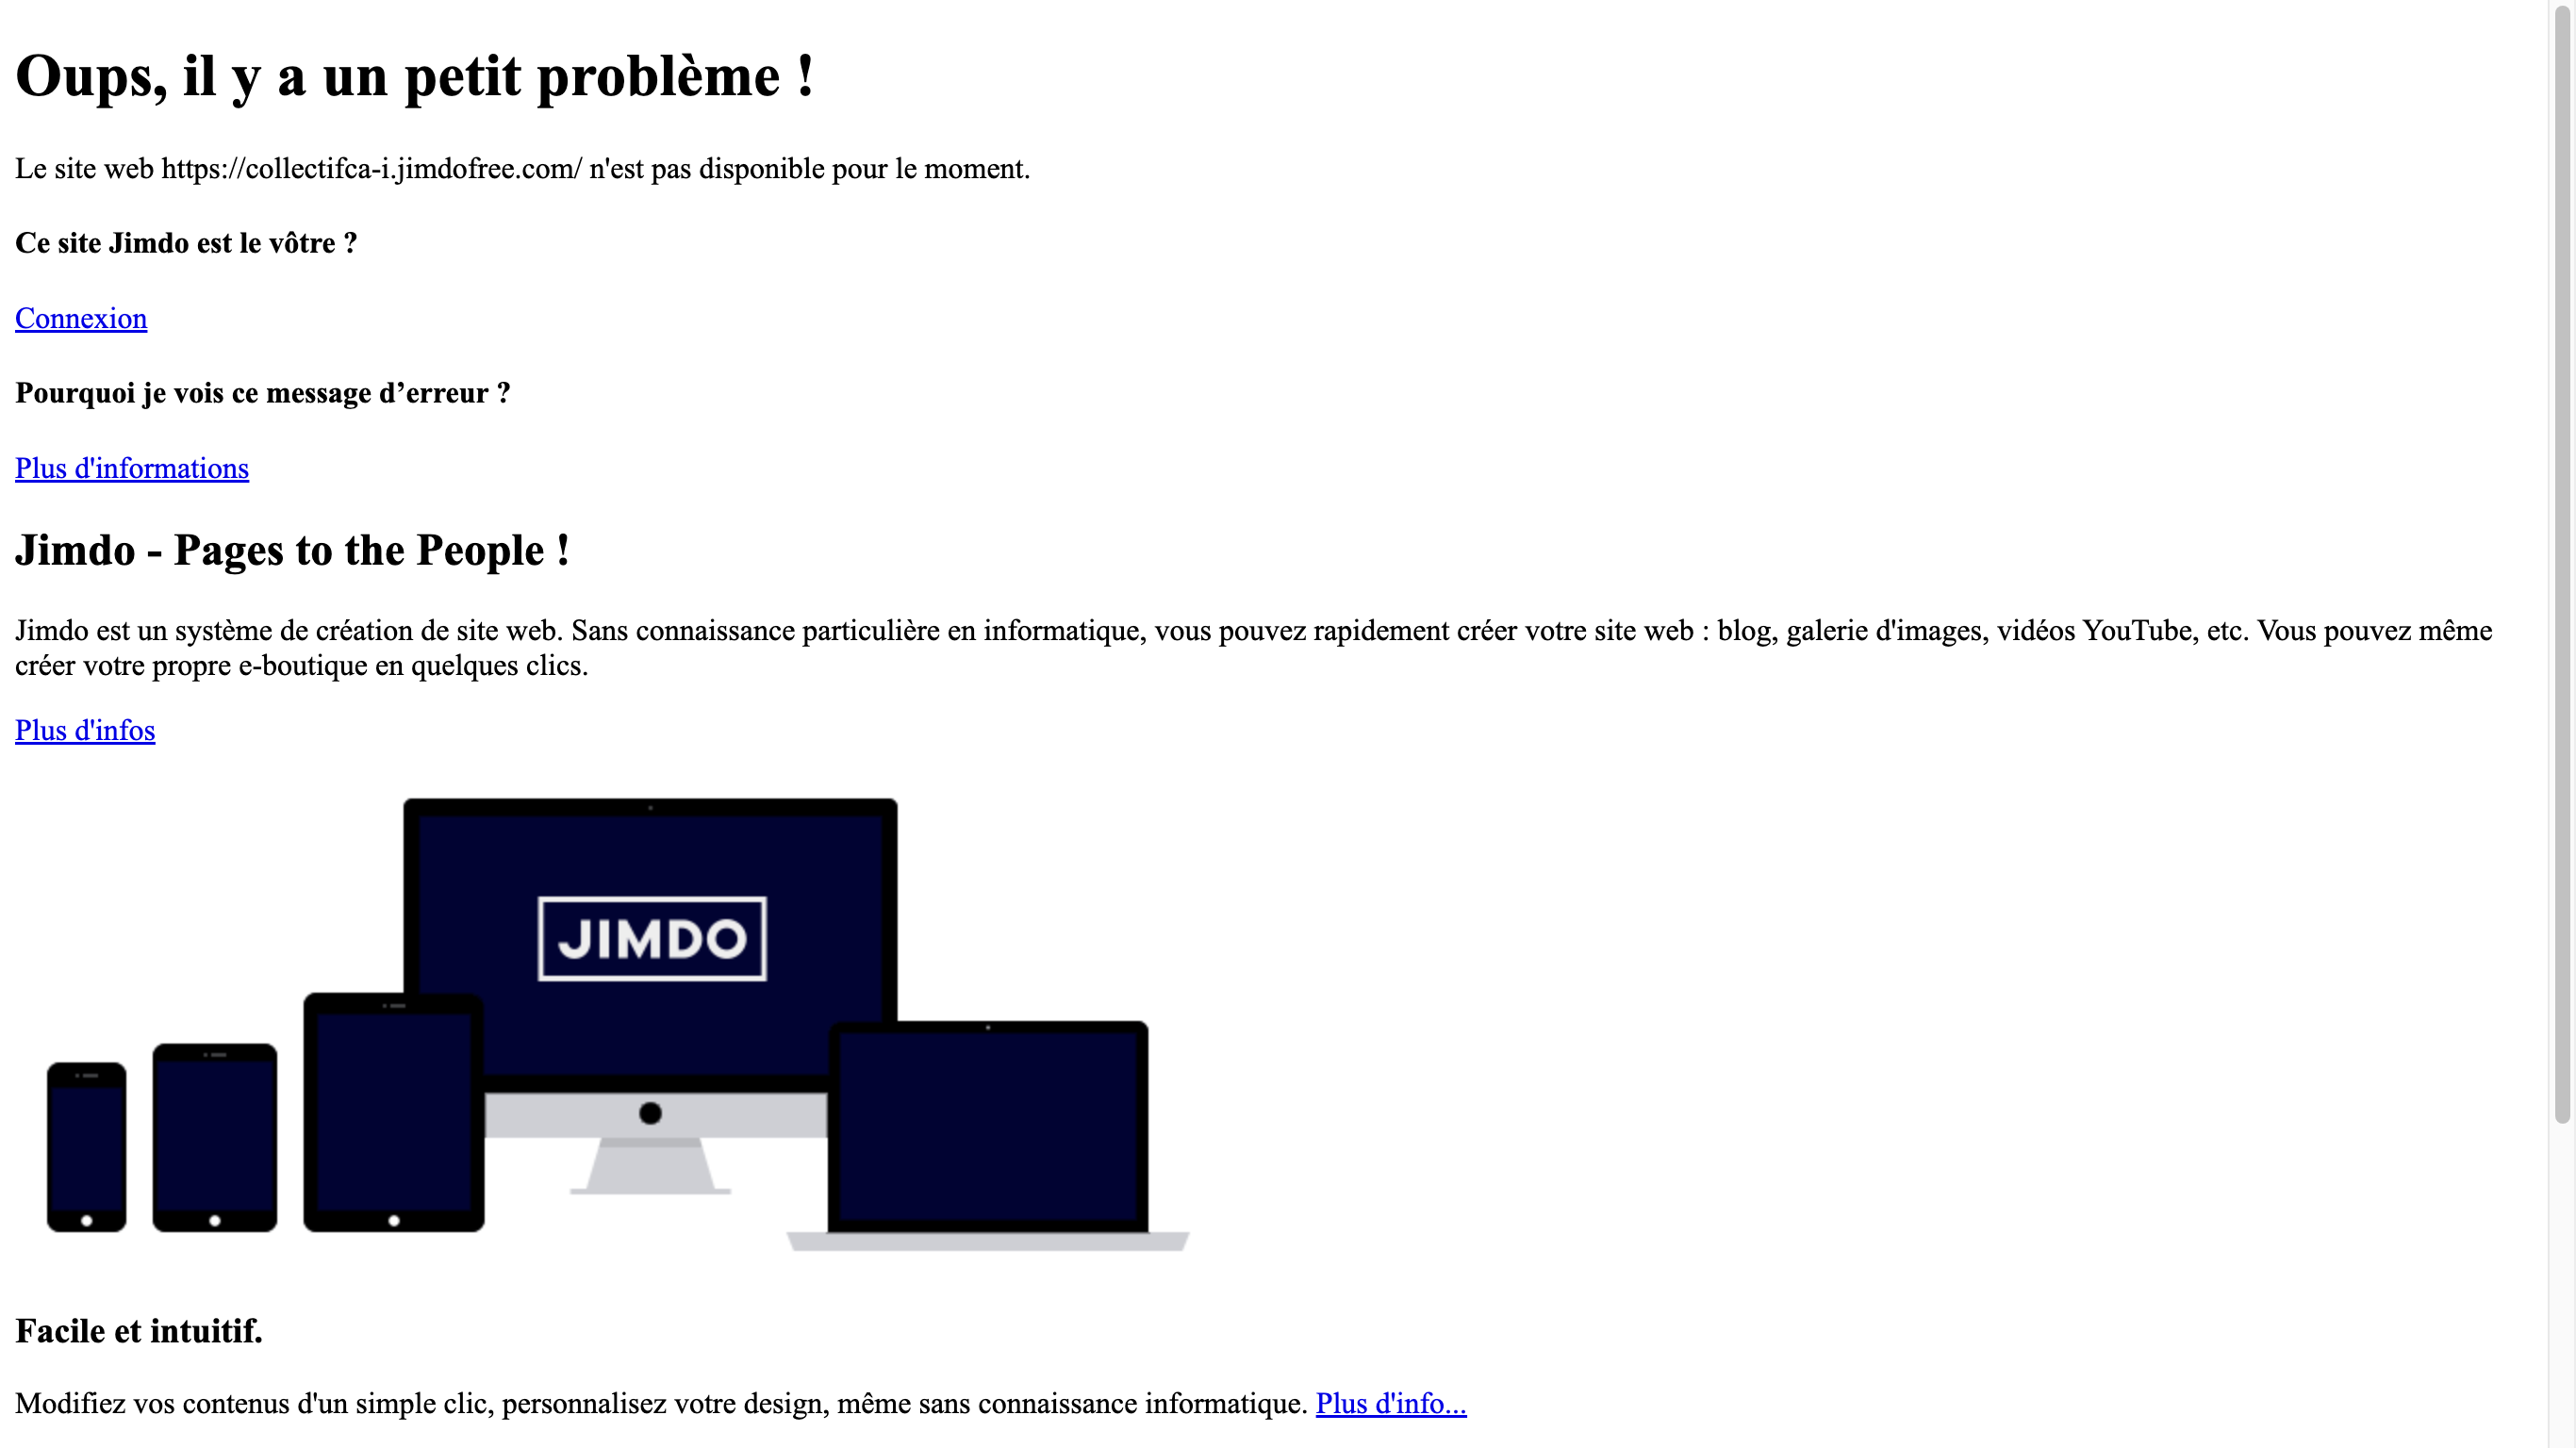 Oups, il y a un petit problème !
Le site web https://collectifca-i.jimdofree.com/ n'est pas disponible pour le moment.
Ce site Jimdo est le vôtre ?
Connexion
Pourquoi je vois ce message d’erreur ?
Plus d'informations
Jimdo - Pages to the People !
Jimdo est un système de création de site web. Sans connaissance particulière en informatique, vous pouvez rapidement créer votre site web : blog, galerie d'images, vidéos YouTube, etc. Vous pouvez même
créer votre propre e-boutique en quelques clics.
Plus d'infos
JIMDO
Facile et intuitif.
Modifiez vos contenus d'un simple clic, personnalisez votre design, même sans connaissance informatique. Plus d'info...